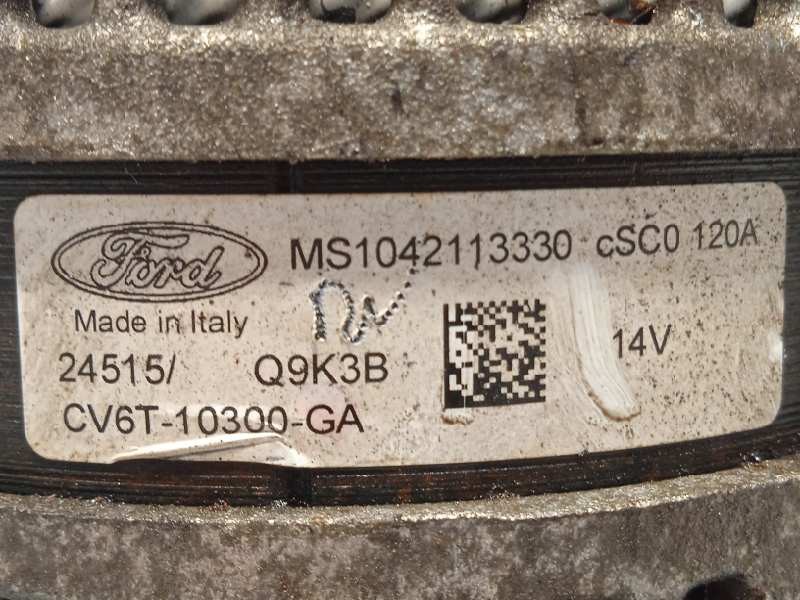 Ford MS1042113330 cSC0 120A
Made in Italy 14V
24515/ Q9K3B
CV6T-10300-GA